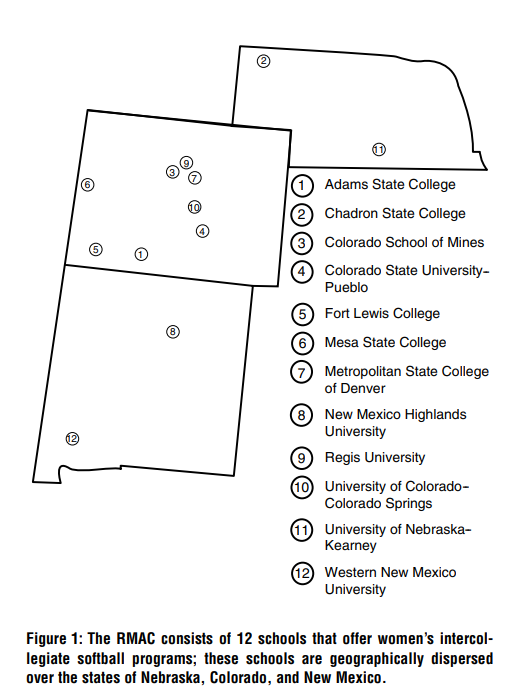 2
11
9
3
7
6
10
4
5
1
8
12
1 Adams State College
2 Chadron State College
3 Colorado School of Mines
4 Colorado State University–
Pueblo
5 Fort Lewis College
6 Mesa State College
7 Metropolitan State College
of Denver
8 New Mexico Highlands
University
9 Regis University
10 University of Colorado–
Colorado Springs
11 University of Nebraska–
Kearney
12 Western New Mexico
University
Figure 1: The RMAC consists of 12 schools that offer women's intercol-
legiate softball programs; these schools are geographically dispersed
over the states of Nebraska, Colorado, and New Mexico.